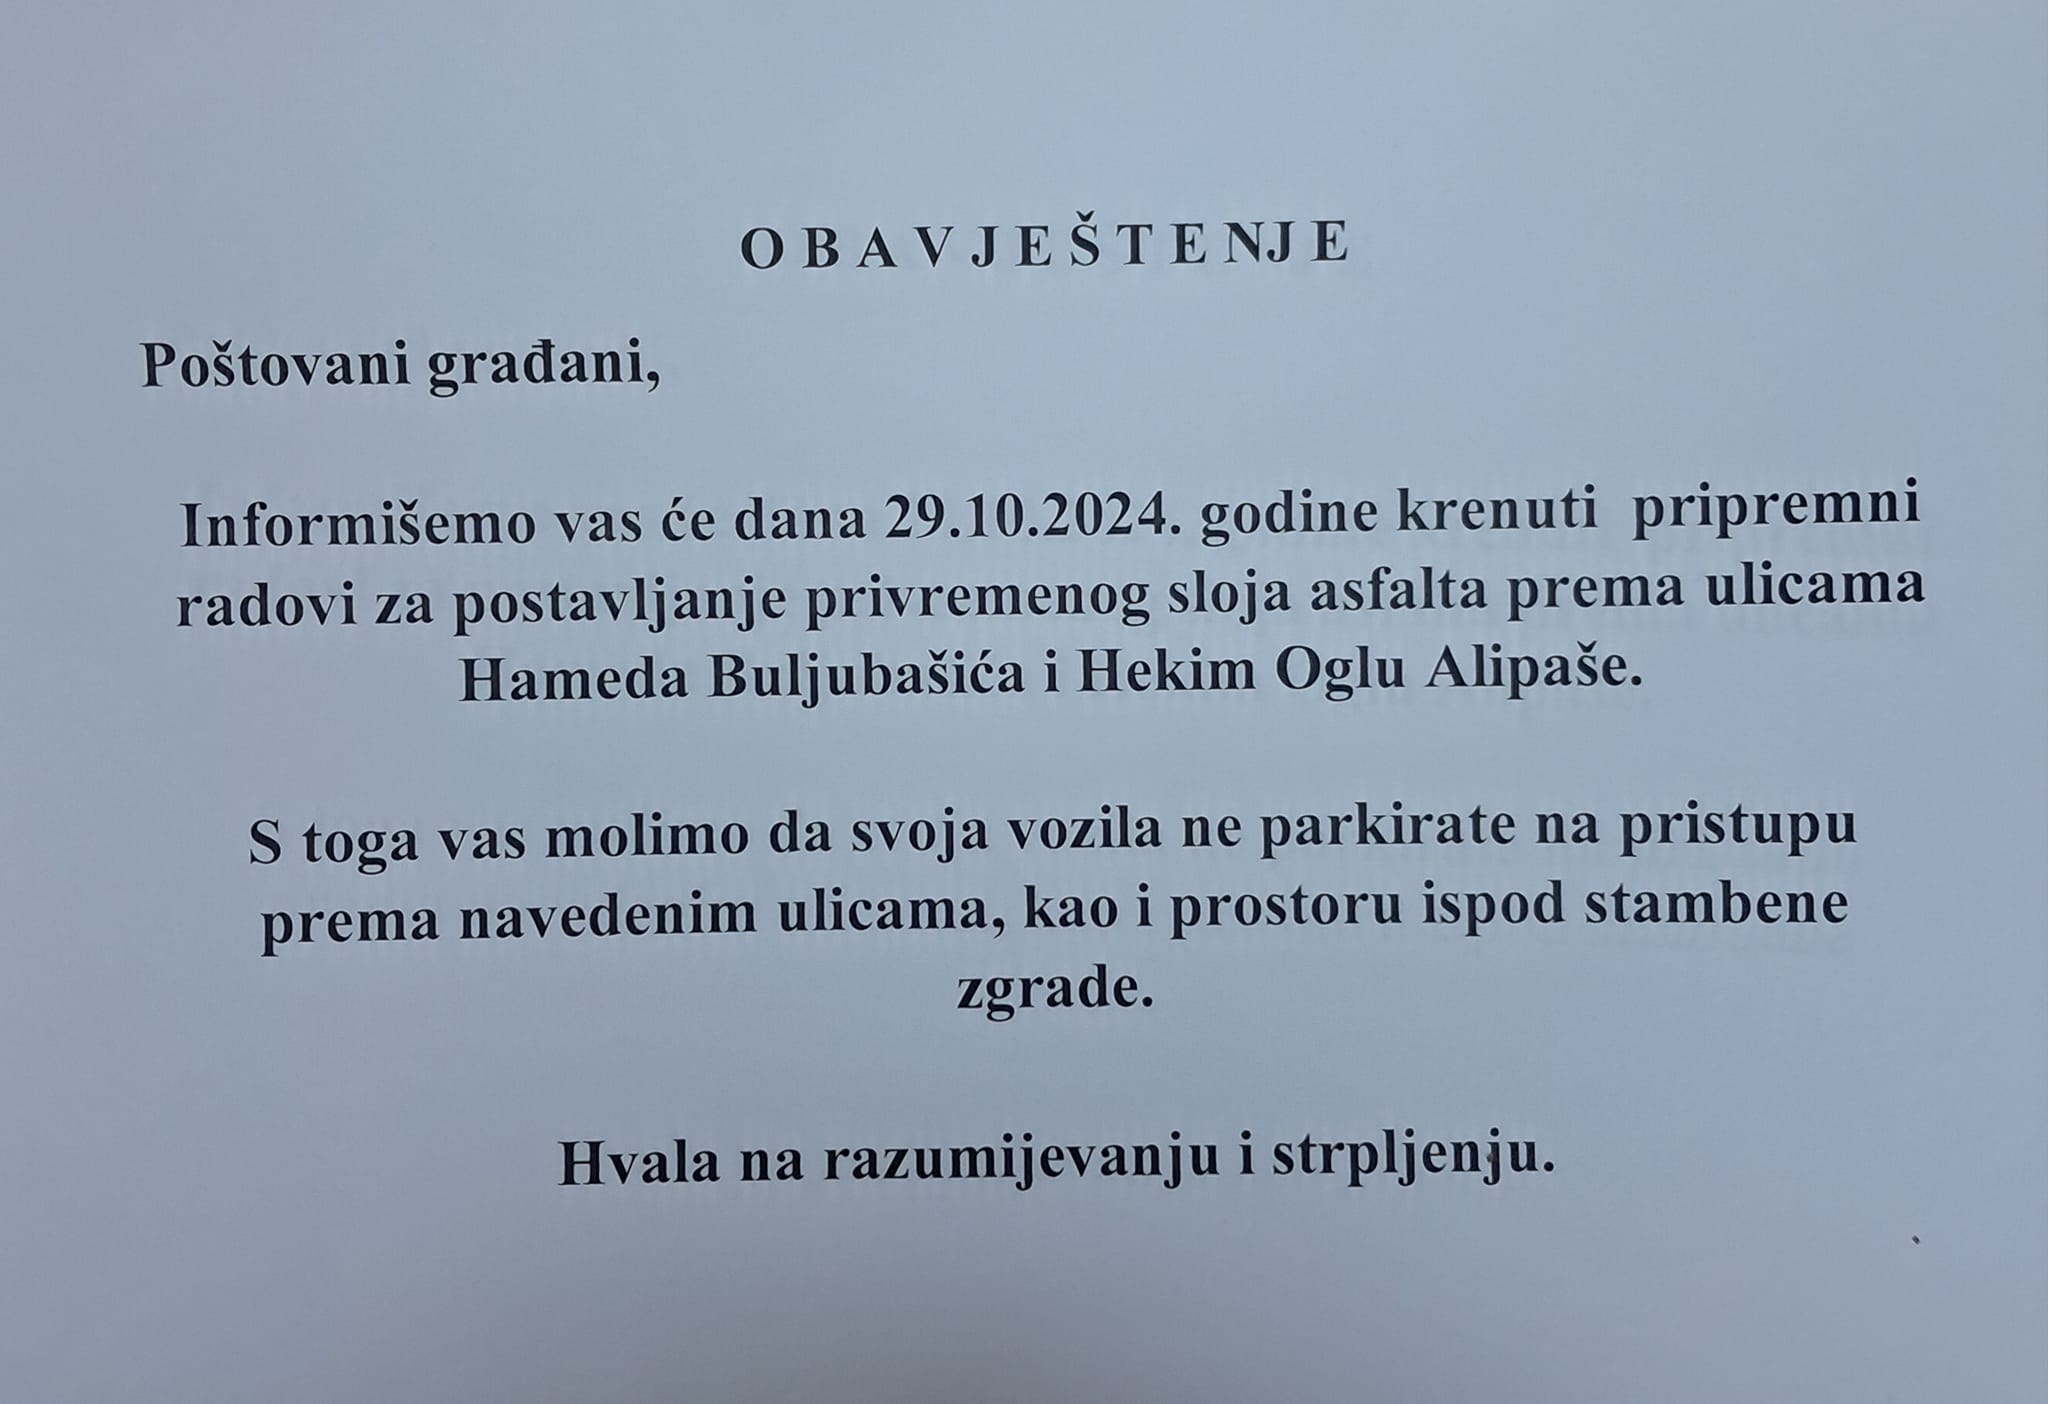 OBAVJEŠTENJE
Poštovani građani,
Informišemo vas će dana 29.10.2024. godine krenuti pripremni
radovi za postavljanje privremenog sloja asfalta prema ulicama
Hameda Buljubašića i Hekim Oglu Alipaše.
S toga vas molimo da svoja vozila ne parkirate na pristupu
prema navedenim ulicama, kao i prostoru ispod stambene
zgrade.
Hvala na razumijevanju i strpljenju.